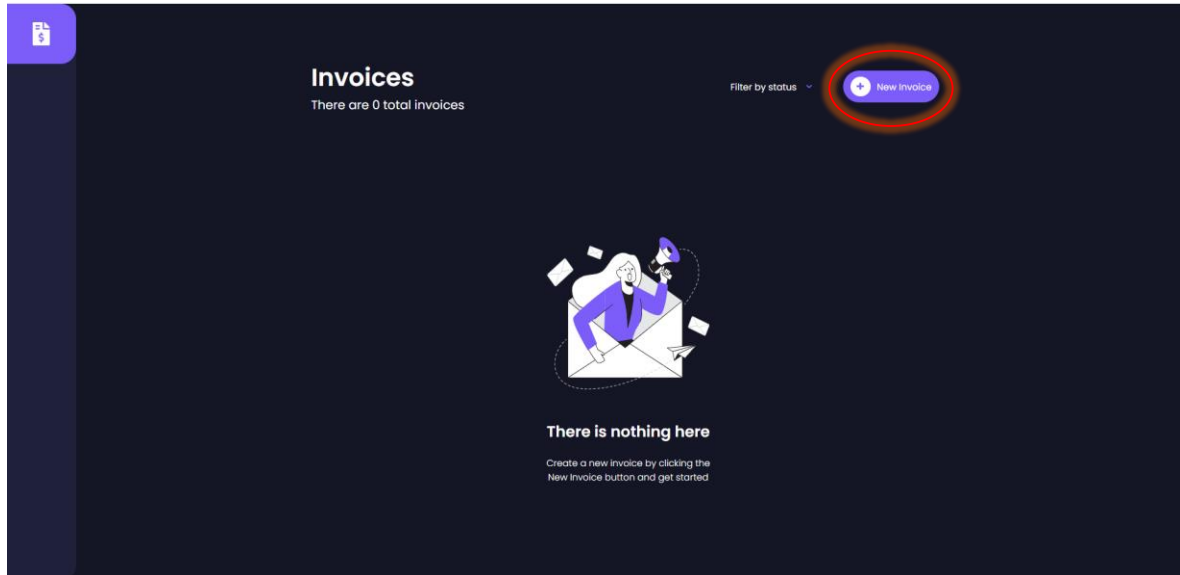 $
Invoices
There are 0 total invoices
Filter by status
+ New Invoice
There is nothing here
Create a new invoice by clicking the
New Invoice button and get started